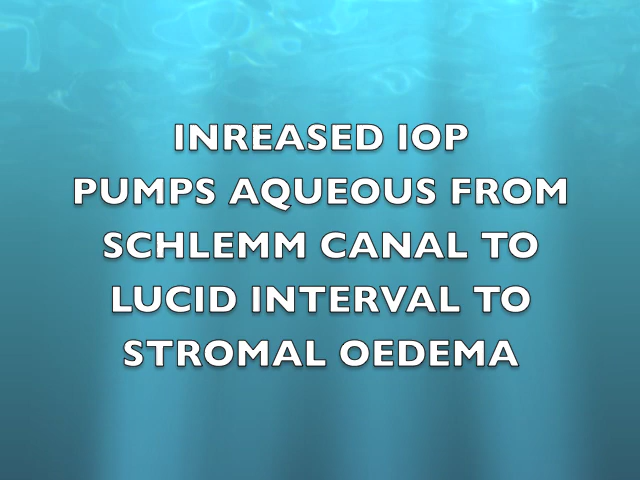 INREASED IOP
PUMPS AQUEOUS FROM
SCHLEMM CANAL TO
LUCID INTERVAL TO
STROMAL OEDEMA